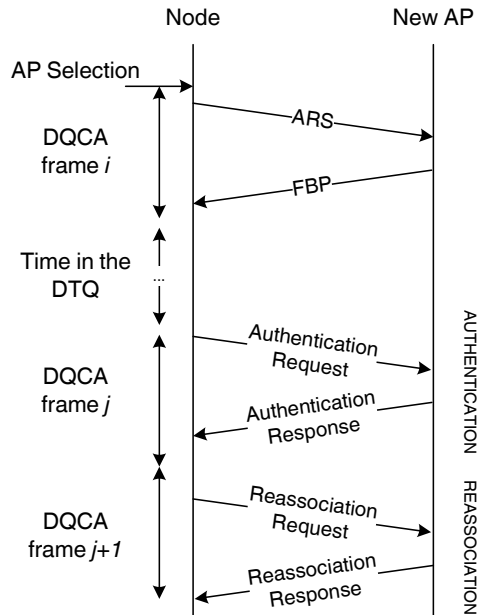 Node
New AP
AP Selection
ARS
DQCA
frame i
FBP
Time in the
...
DTQ
Authentication
Request
DQCA
frame j
Authentication
Response
AUTHENTICATION
Reassociation
Request
DQCA
frame j+1
Reassociation
Response
REASSOCIATION